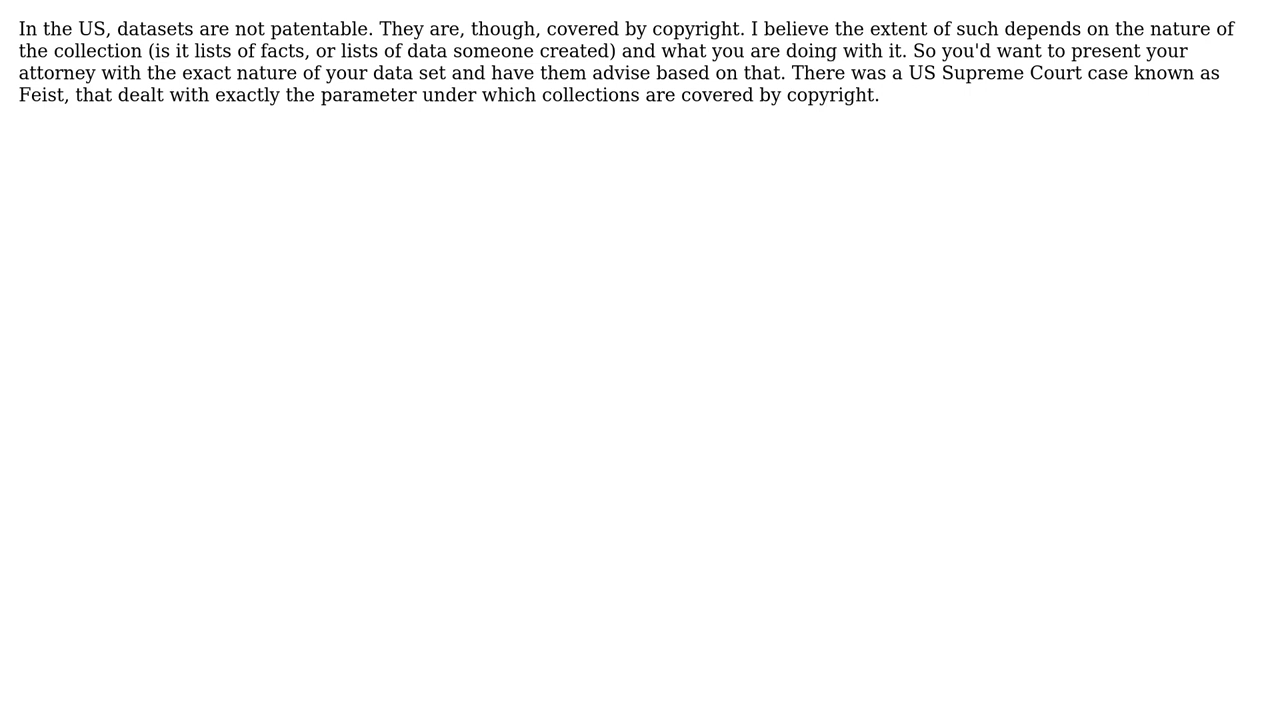 In the US, datasets are not patentable. They are, though, covered by copyright. I believe the extent of such depends on the nature of
the collection (is it lists of facts, or lists of data someone created) and what you are doing with it. So you'd want to present your
attorney with the exact nature of your data set and have them advise based on that. There was a US Supreme Court case known as
Feist, that dealt with exactly the parameter under which collections are covered by copyright.